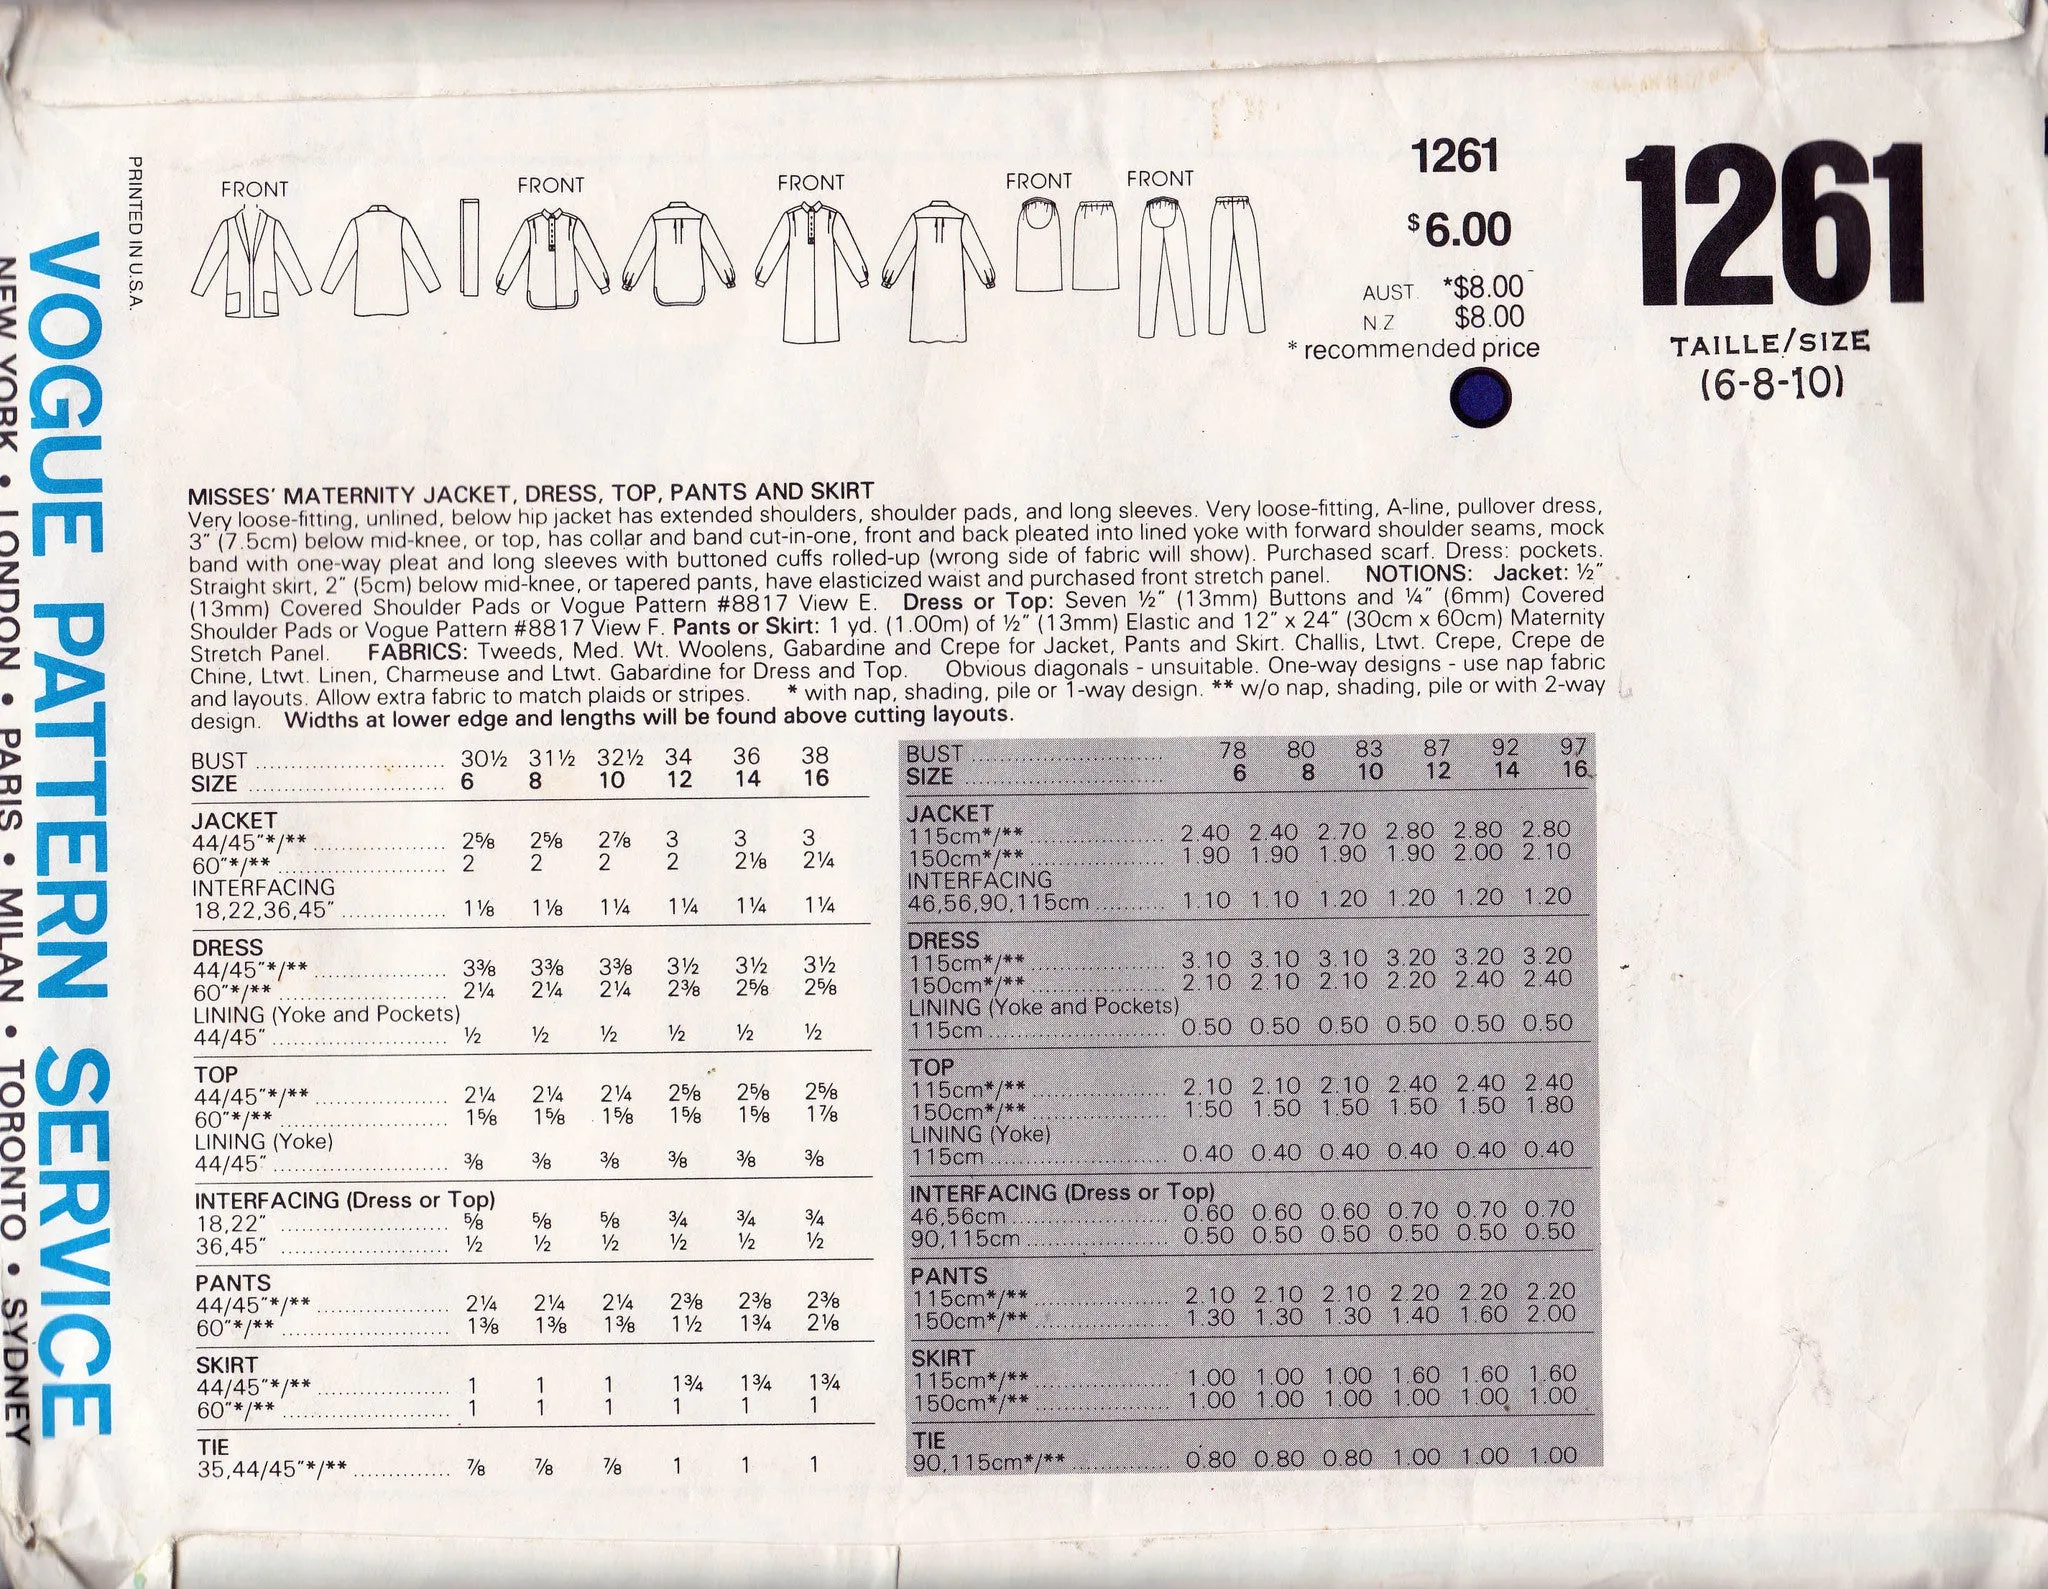 VOGUE PATTERN SERVICE
NEW YORK • LONDON • PARIS • MILAN • TORONTO • SYDNEY
PRINTED IN U.S.A.
FRONT FRONT FRONT FRONT FRONT
1261
$6.00
AUST. *$8.00
N.Z $8.00
* recommended price
1261
TAILLE/SIZE
(6-8-10)
MISSES' MATERNITY JACKET, DRESS, TOP, PANTS AND SKIRT
Very loose-fitting, unlined, below hip jacket has extended shoulders, shoulder pads, and long sleeves. Very loose-fitting, A-line, pullover dress,
3" (7.5cm) below mid-knee, or top, has collar and band cut-in-one, front and back pleated into lined yoke with forward shoulder seams, mock
band with one-way pleat and long sleeves with buttoned cuffs rolled-up (wrong side of fabric will show). Purchased scarf. Dress: pockets.
Straight skirt, 2" (5cm) below mid-knee, or tapered pants, have elasticized waist and purchased front stretch panel. NOTIONS: Jacket: ½"
(13mm) Covered Shoulder Pads or Vogue Pattern #8817 View E. Dress or Top: Seven ½" (13mm) Buttons and ¼" (6mm) Covered
Shoulder Pads or Vogue Pattern #8817 View F. Pants or Skirt: 1 yd. (1.00m) of ½" (13mm) Elastic and 12" x 24" (30cm x 60cm) Maternity
Stretch Panel. FABRICS: Tweeds, Med. Wt. Woolens, Gabardine and Crepe for Jacket, Pants and Skirt. Challis, Ltwt. Crepe, Crepe de
Chine, Ltwt. Linen, Charmeuse and Ltwt. Gabardine for Dress and Top. Obvious diagonals - unsuitable. One-way designs - use nap fabric
and layouts. Allow extra fabric to match plaids or stripes. * with nap, shading, pile or 1-way design. ** w/o nap, shading, pile or with 2-way
design. Widths at lower edge and lengths will be found above cutting layouts.
BUST 30½ 31½ 32½ 34 36 38
SIZE 6 8 10 12 14 16
JACKET
44/45"*/** 2⅝ 2⅝ 2⅞ 3 3 3
60"*/** 2 2 2 2 2⅛ 2¼
INTERFACING
18,22,36,45" 1⅛ 1⅛ 1¼ 1¼ 1¼ 1¼
DRESS
44/45"*/** 3⅜ 3⅜ 3⅜ 3½ 3½ 3½
60"*/** 2¼ 2¼ 2¼ 2⅜ 2⅝ 2⅝
LINING (Yoke and Pockets)
44/45" ½ ½ ½ ½ ½ ½
TOP
44/45"*/** 2¼ 2¼ 2¼ 2⅝ 2⅝ 2⅝
60"*/** 1⅝ 1⅝ 1⅝ 1⅝ 1⅝ 1⅞
LINING (Yoke)
44/45" ⅜ ⅜ ⅜ ⅜ ⅜ ⅜
INTERFACING (Dress or Top)
18,22" ⅝ ⅝ ⅝ ¾ ¾ ¾
36,45" ½ ½ ½ ½ ½ ½
PANTS
44/45"*/** 2¼ 2¼ 2¼ 2⅜ 2⅜ 2⅜
60"*/** 1⅜ 1⅜ 1⅜ 1½ 1¾ 2⅛
SKIRT
44/45"*/** 1 1 1 1¾ 1¾ 1¾
60"*/** 1 1 1 1 1 1
TIE
35,44/45"*/** ⅞ ⅞ ⅞ 1 1 1
BUST 78 80 83 87 92 97
SIZE 6 8 10 12 14 16
JACKET
115cm*/** 2.40 2.40 2.70 2.80 2.80 2.80
150cm*/** 1.90 1.90 1.90 1.90 2.00 2.10
INTERFACING
46,56,90,115cm 1.10 1.10 1.20 1.20 1.20 1.20
DRESS
115cm*/** 3.10 3.10 3.10 3.20 3.20 3.20
150cm*/** 2.10 2.10 2.10 2.20 2.40 2.40
LINING (Yoke and Pockets)
115cm 0.50 0.50 0.50 0.50 0.50 0.50
TOP
115cm*/** 2.10 2.10 2.10 2.40 2.40 2.40
150cm*/** 1.50 1.50 1.50 1.50 1.50 1.80
LINING (Yoke)
115cm 0.40 0.40 0.40 0.40 0.40 0.40
INTERFACING (Dress or Top)
46,56cm 0.60 0.60 0.60 0.70 0.70 0.70
90,115cm 0.50 0.50 0.50 0.50 0.50 0.50
PANTS
115cm*/** 2.10 2.10 2.10 2.20 2.20 2.20
150cm*/** 1.30 1.30 1.30 1.40 1.60 2.00
SKIRT
115cm*/** 1.00 1.00 1.00 1.60 1.60 1.60
150cm*/** 1.00 1.00 1.00 1.00 1.00 1.00
TIE
90,115cm*/** 0.80 0.80 0.80 1.00 1.00 1.00